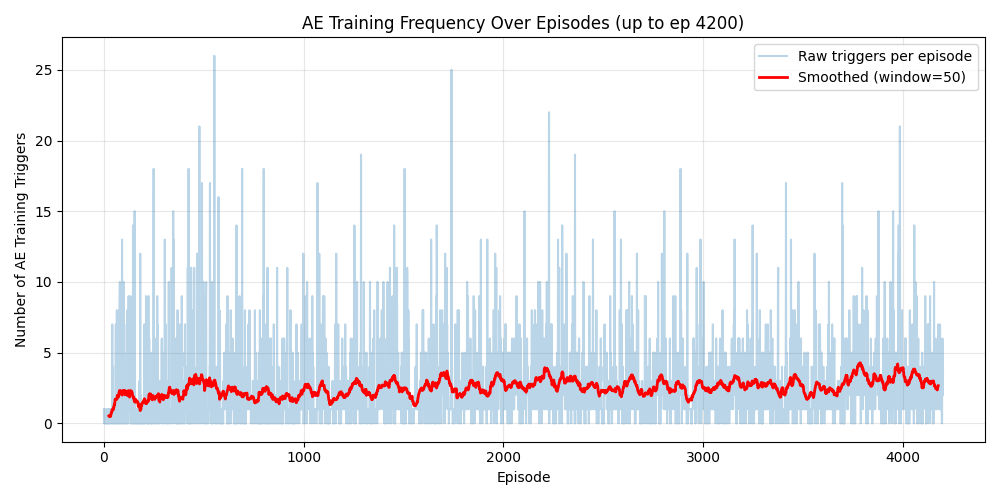 AE Training Frequency Over Episodes (up to ep 4200)
Raw triggers per episode
Smoothed (window=50)
Number of AE Training Triggers
25
20
15
10
5
0
0 1000 2000 3000 4000
Episode